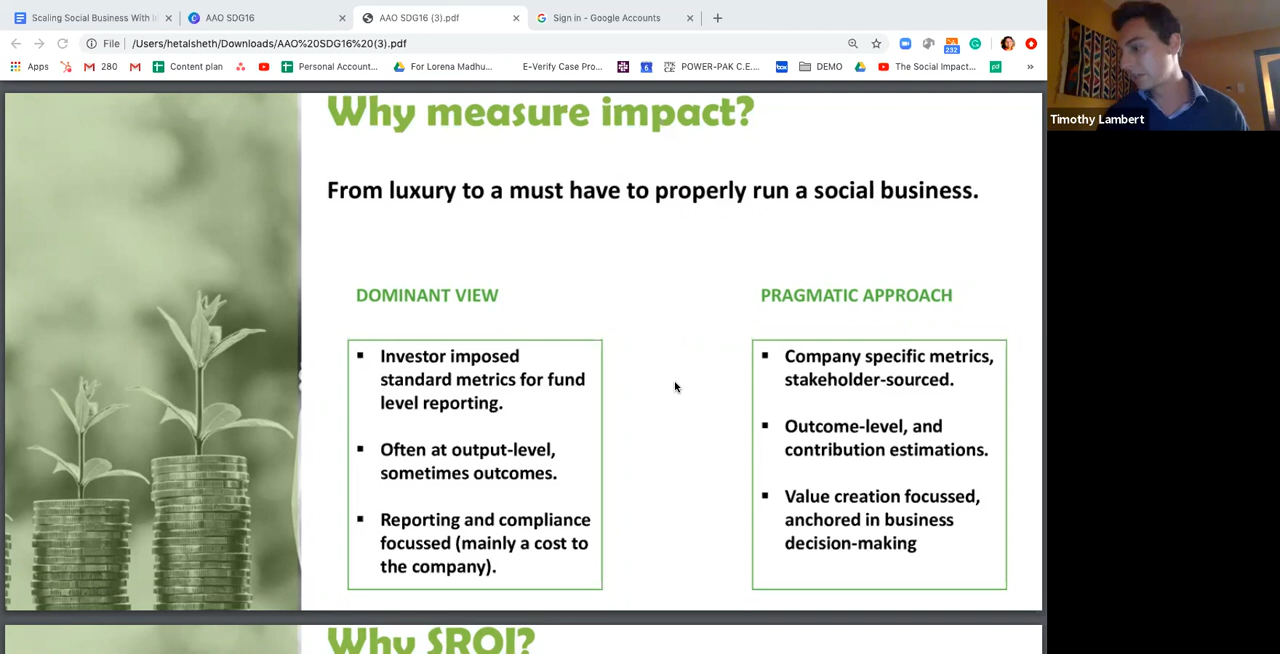 Scaling Social Business With I
AAO SDG16
AAO SDG16 (3).pdf
Sign in - Google Accounts
File
/Users/hetalsheth/Downloads/AAO%20SDG16%20(3).pdf
232
Apps
280
Content plan
Personal Account...
For Lorena Madhu...
E-Verify Case Pro...
6
POWER-PAK C.E....
box
DEMO
The Social Impact...
pd
»
Timothy Lambert
Why measure impact?
From luxury to a must have to properly run a social business.
DOMINANT VIEW
▪ Investor imposed
standard metrics for fund
level reporting.
▪ Often at output-level,
sometimes outcomes.
▪ Reporting and compliance
focussed (mainly a cost to
the company).
PRAGMATIC APPROACH
▪ Company specific metrics,
stakeholder-sourced.
▪ Outcome-level, and
contribution estimations.
▪ Value creation focussed,
anchored in business
decision-making
Why SROI?